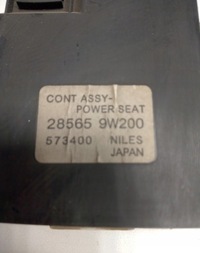 CONT ASSY-
POWER SEAT
28565 9W200
573400 NILES
JAPAN